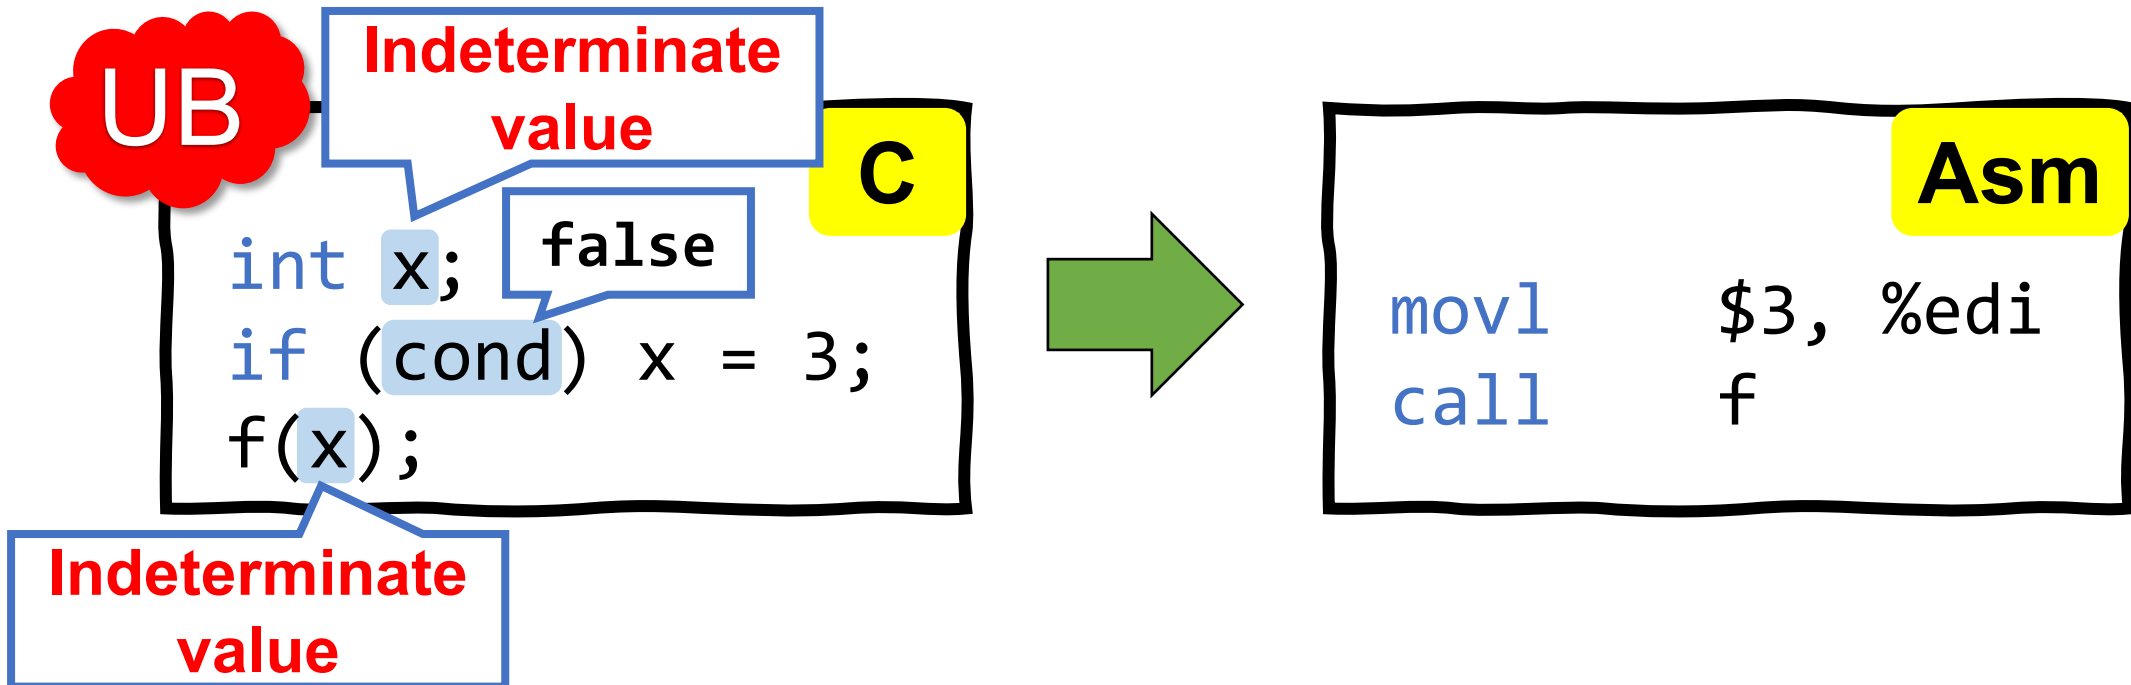 UB
Indeterminate
value
C
int x;
false
if (cond) x = 3;
f(x);
Indeterminate
value
Asm
movl $3, %edi
call f